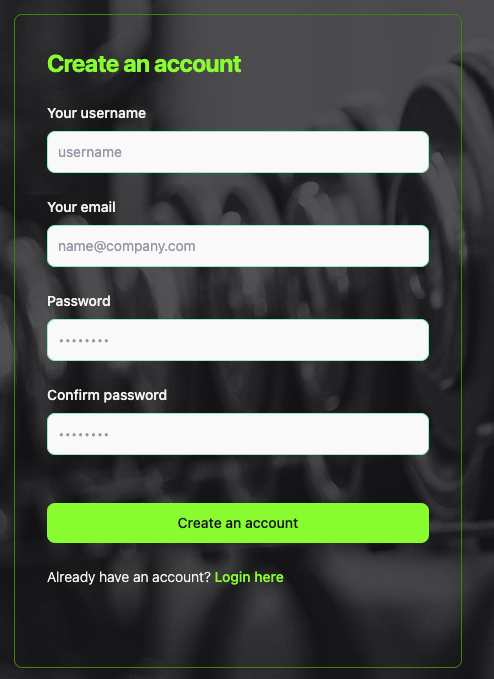 Create an account
Your username
username
Your email
name@company.com
Password
••••••••
Confirm password
••••••••
Create an account
Already have an account? Login here